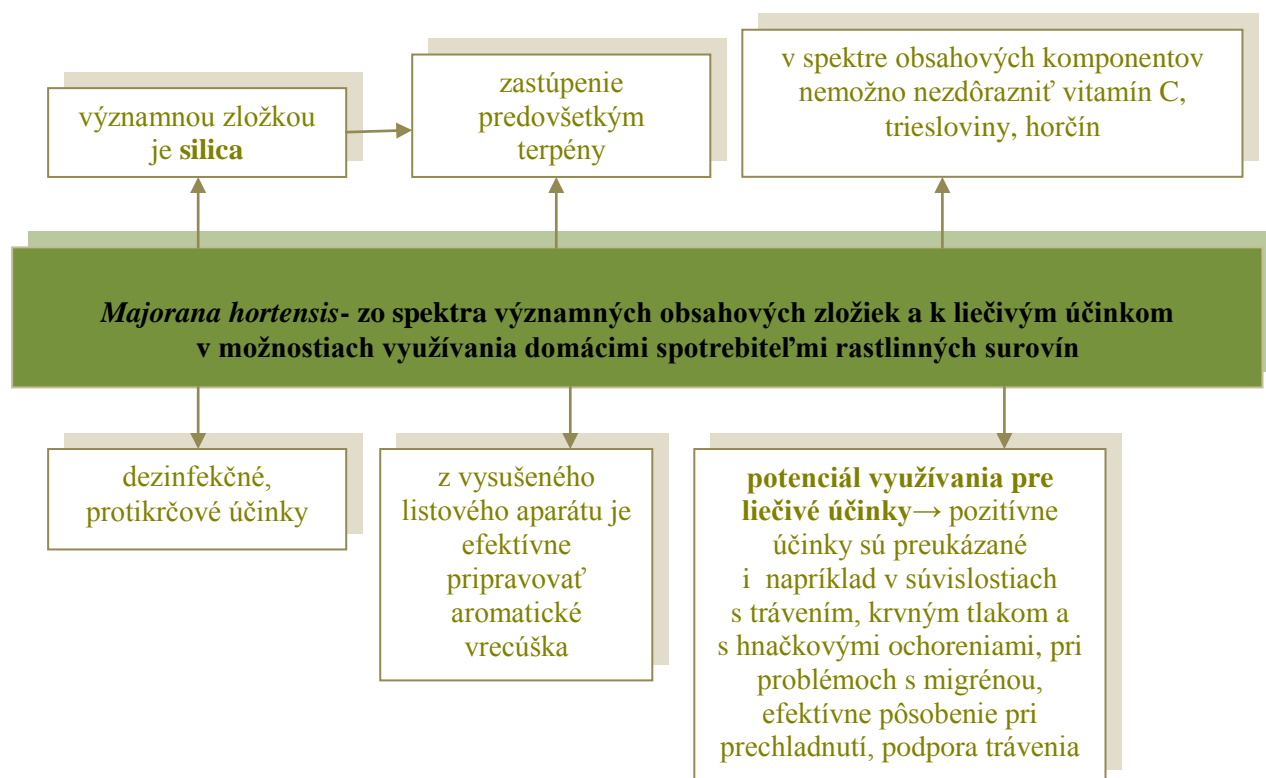 významnou zložkou
je silica
zastúpenie
predovšetkým
terpény
v spektre obsahových komponentov
nemožno nezdôrazniť vitamín C,
triesloviny, horčín
Majorana hortensis- zo spektra významných obsahových zložiek a k liečivým účinkom
v možnostiach využívania domácimi spotrebiteľmi rastlinných surovín
dezinfekčné,
protikrčové účinky
z vysušeného
listového aparátu je
efektívne
pripravovať
aromatické
vrecúška
potenciál využívania pre
liečivé účinky→ pozitívne
účinky sú preukázané
i napríklad v súvislostiach
s trávením, krvným tlakom a
s hnačkovými ochoreniami, pri
problémoch s migrénou,
efektívne pôsobenie pri
prechladnutí, podpora trávenia